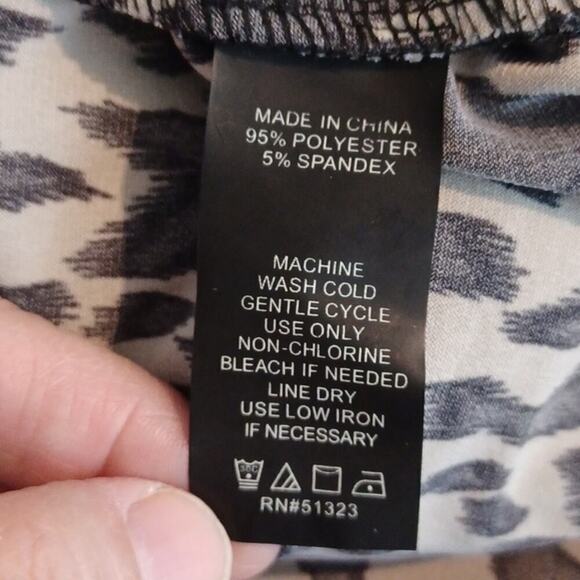 MADE IN CHINA
95% POLYESTER
5% SPANDEX
MACHINE
WASH COLD
GENTLE CYCLE
USE ONLY
NON-CHLORINE
BLEACH IF NEEDED
LINE DRY
USE LOW IRON
IF NECESSARY
30C
RN#51323